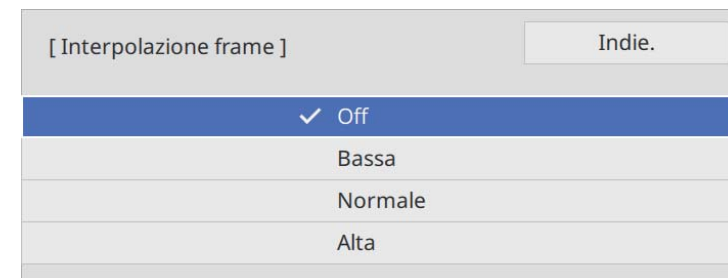 [ Interpolazione frame ]
Indie.
Off
Bassa
Normale
Alta